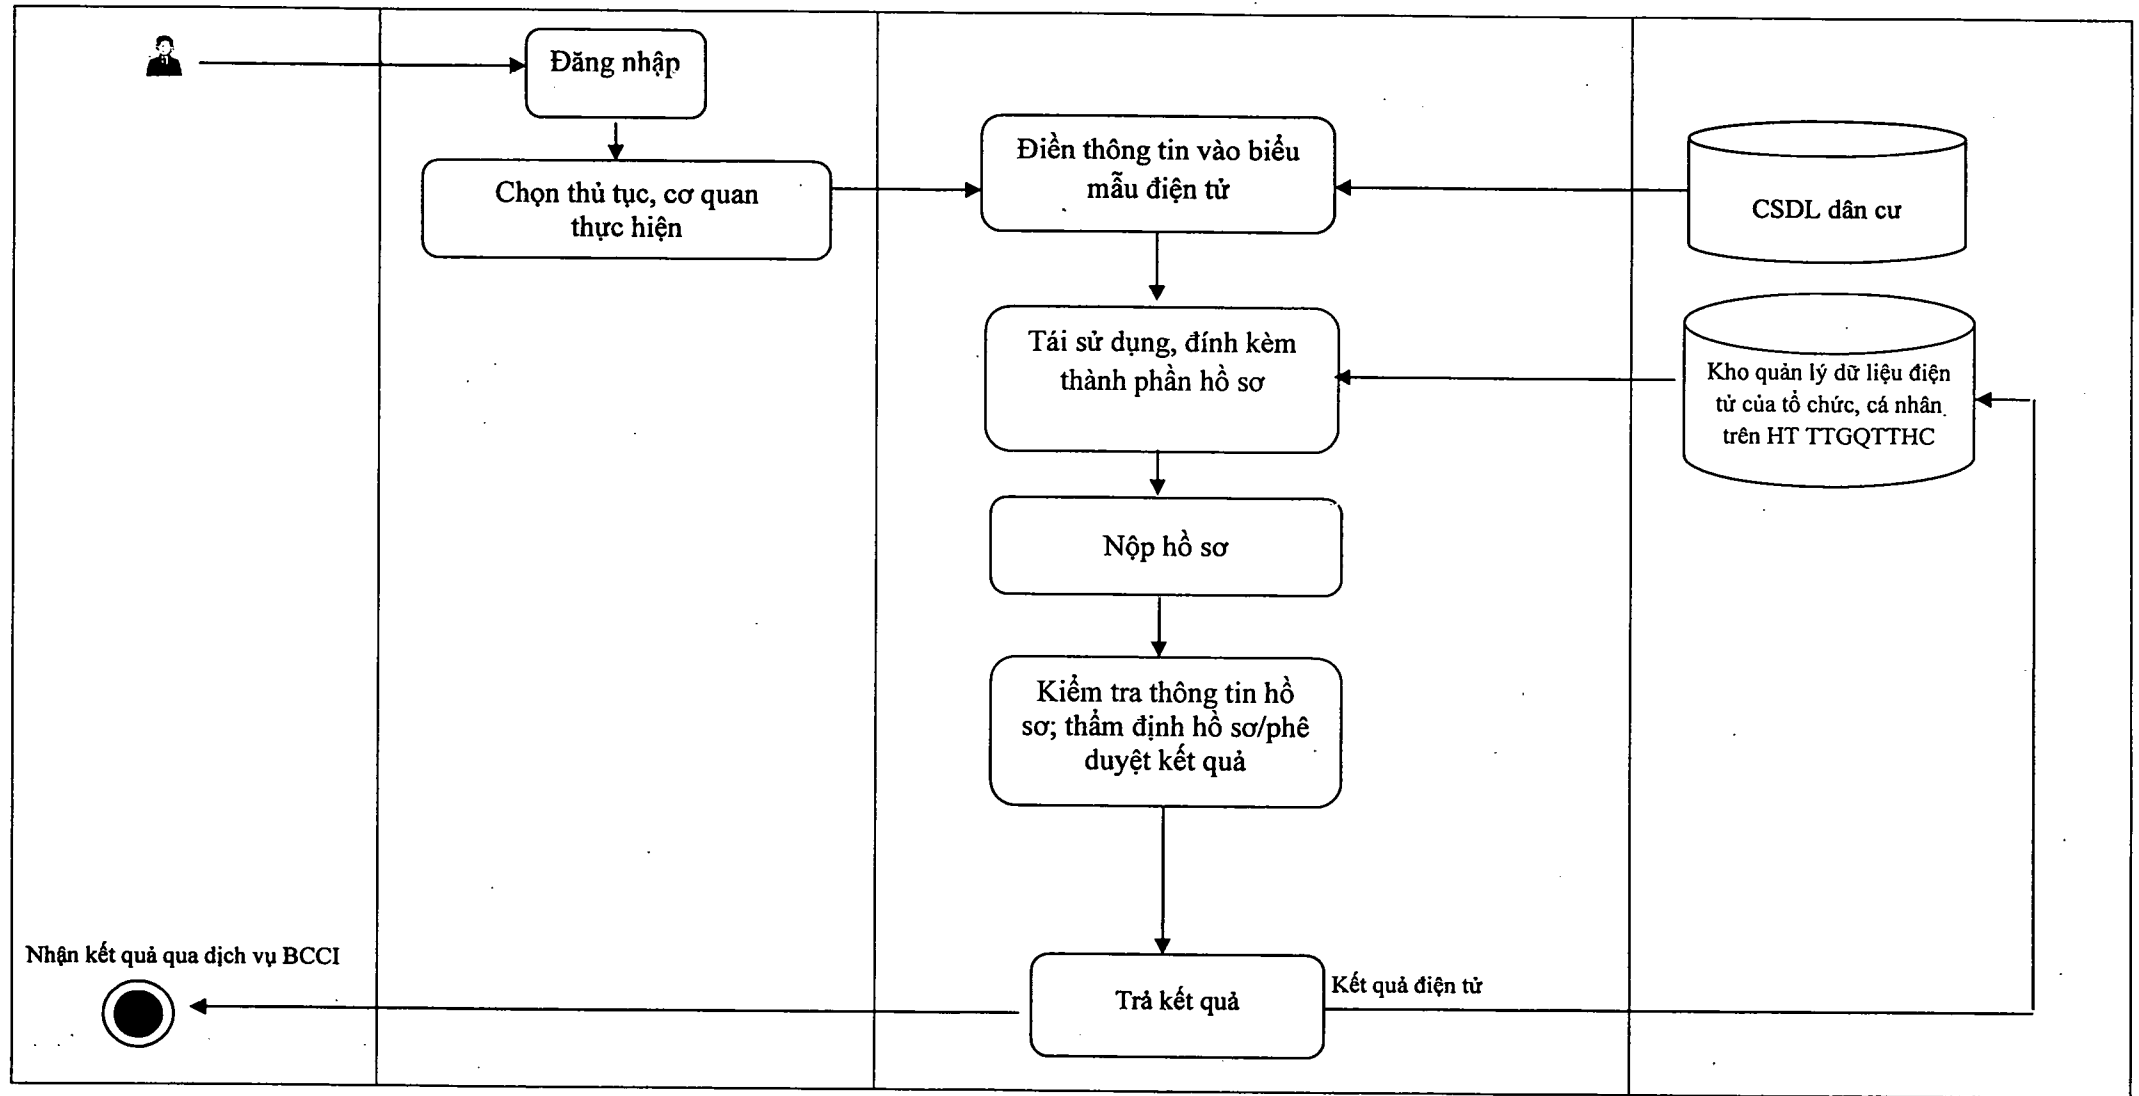 Đăng nhập
Chọn thủ tục, cơ quan
thực hiện
Điền thông tin vào biểu
mẫu điện tử
CSDL dân cư
Tái sử dụng, đính kèm
thành phần hồ sơ
Kho quản lý dữ liệu điện
tử của tổ chức, cá nhân
trên HT TTGQTTHC
Nộp hồ sơ
Kiểm tra thông tin hồ
sơ; thẩm định hồ sơ/phê
duyệt kết quả
Nhận kết quả qua dịch vụ BCCI
Trả kết quả
Kết quả điện tử